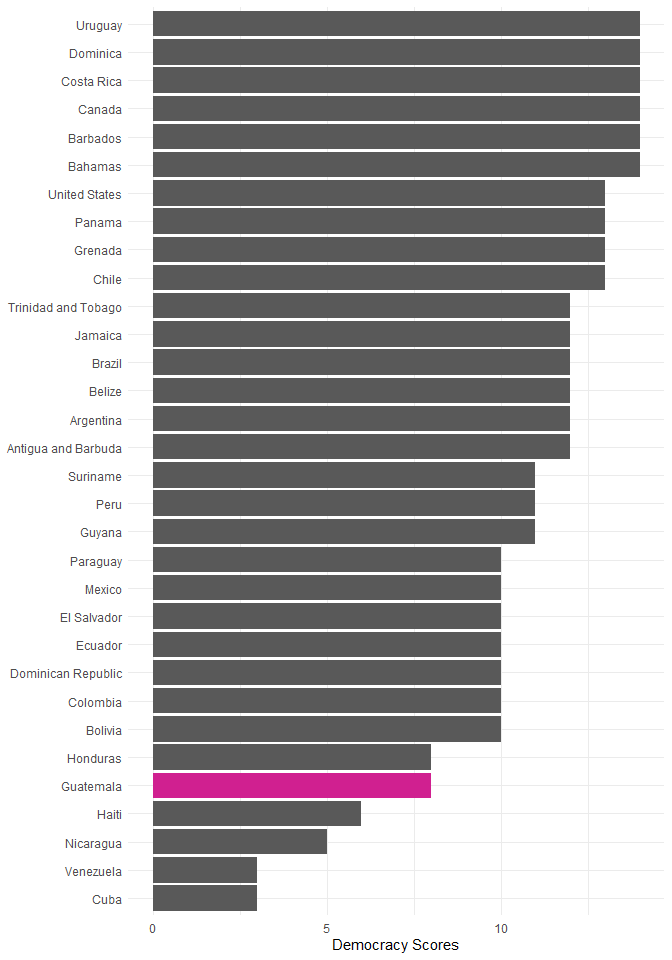 Uruguay
Dominica
Costa Rica
Canada
Barbados
Bahamas
United States
Panama
Grenada
Chile
Trinidad and Tobago
Jamaica
Brazil
Belize
Argentina
Antigua and Barbuda
Suriname
Peru
Guyana
Paraguay
Mexico
El Salvador
Ecuador
Dominican Republic
Colombia
Bolivia
Honduras
Guatemala
Haiti
Nicaragua
Venezuela
Cuba
0 5 10
Democracy Scores